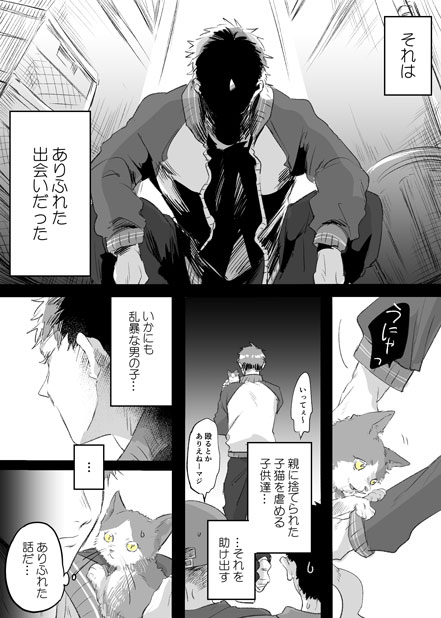 それは
ありふれた
出会いだった
うにゃっ
親に捨てられた
子猫を虐める
子供達…
…それを
助け出す
いってぇ〜
殴るとか
ありえねーマジ
いかにも
乱暴な男の子…
…
ありふれた
話だ…